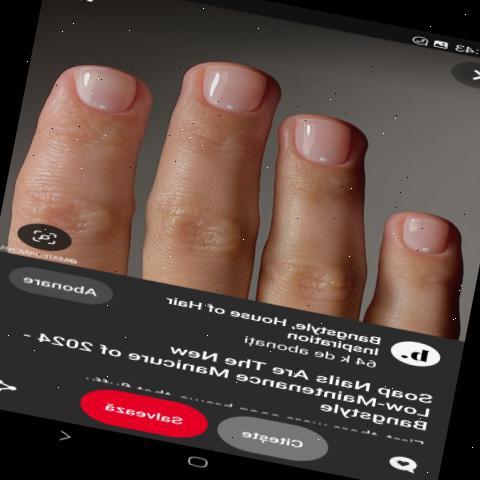 :43
Abonare
b.
Bangstyle, House of Hair
Inspiration
64 k de abonați
Soap Nails Are The New
Low-Maintenance Manicure of 2024 -
Bangstyle
Citește
Salvează